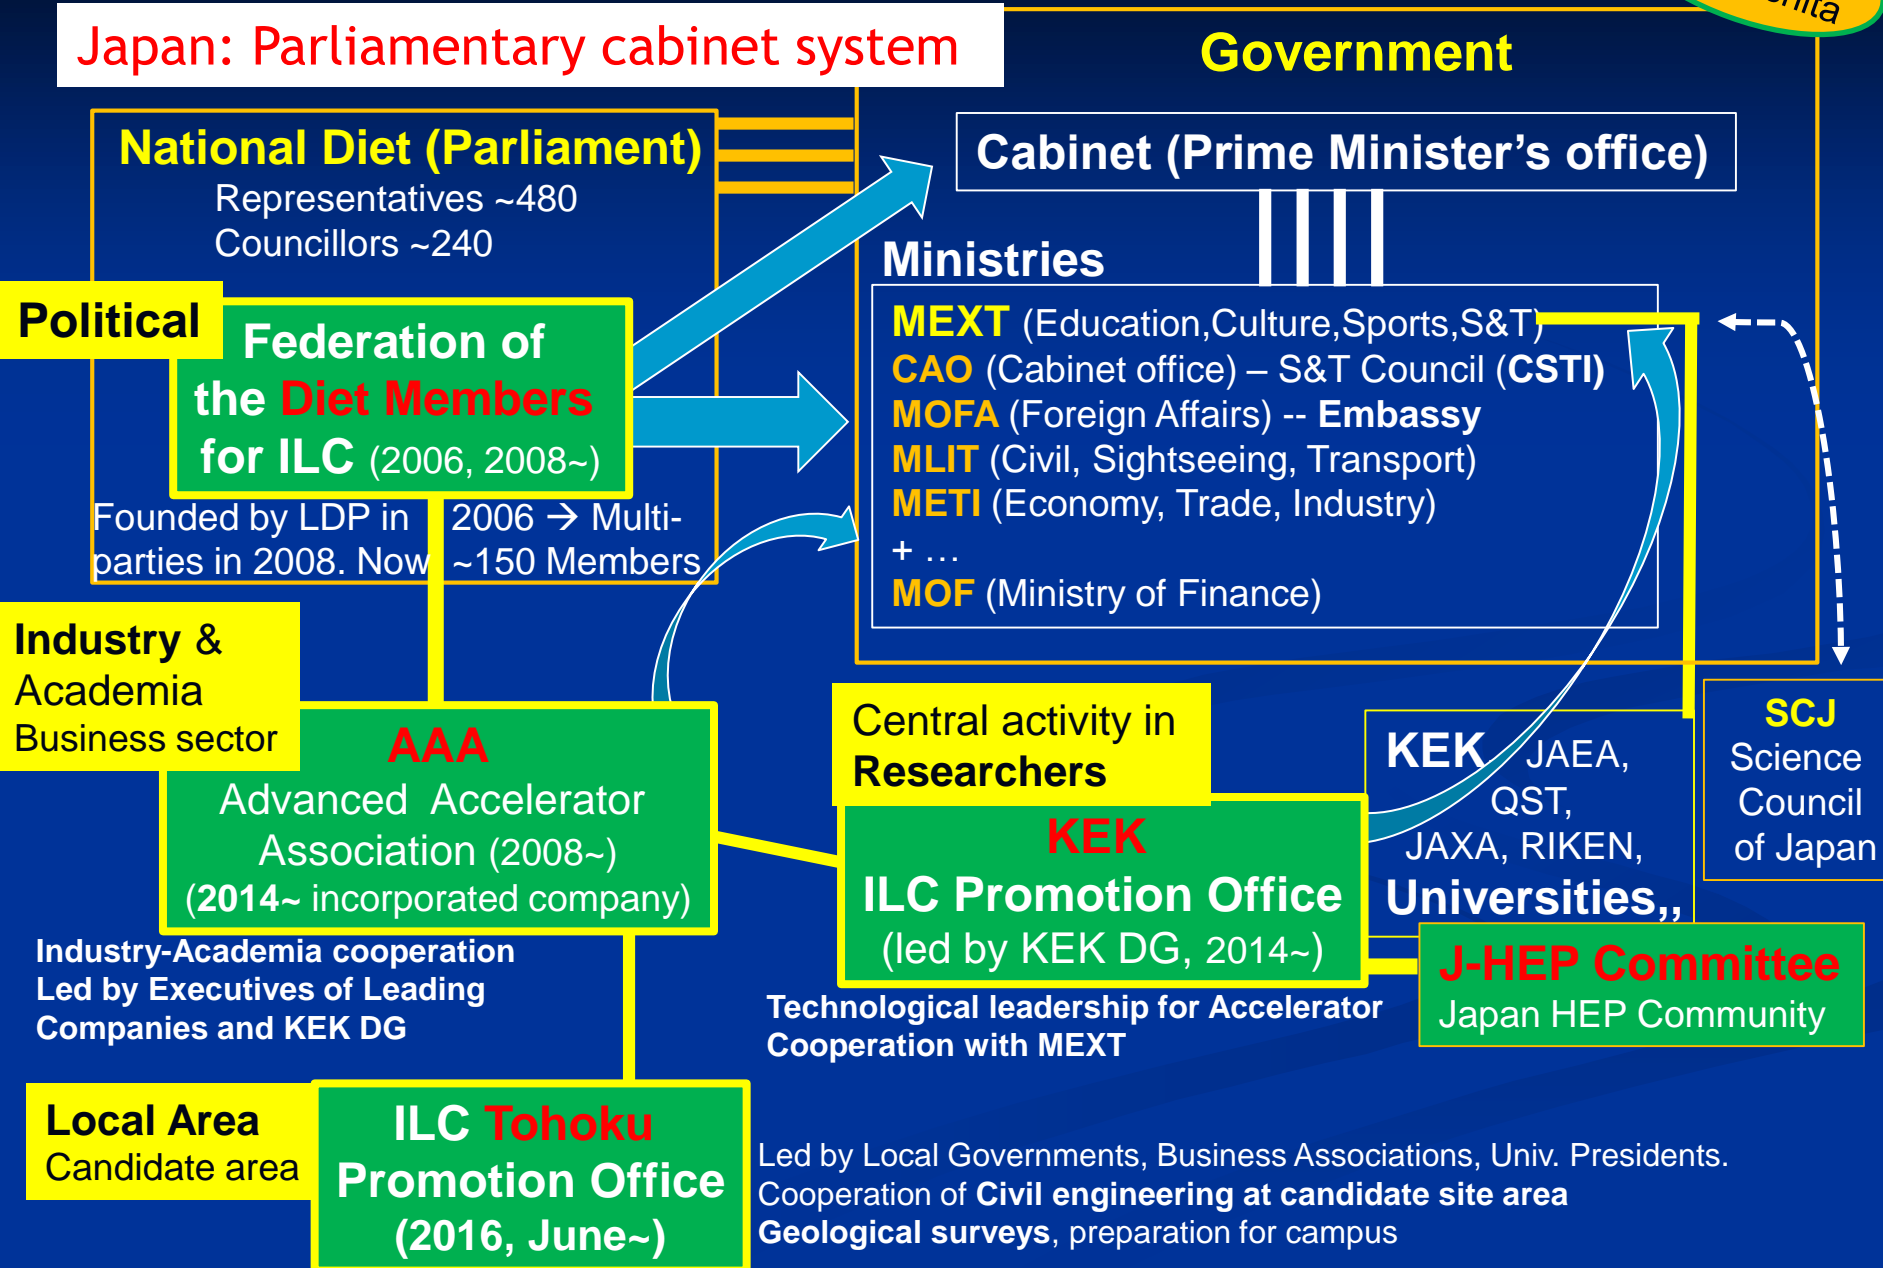 Japan: Parliamentary cabinet system
Government
National Diet (Parliament)
Representatives ~480
Councillors ~240
Cabinet (Prime Minister's office)
Ministries
MEXT (Education,Culture,Sports,S&T)
CAO (Cabinet office) – S&T Council (CSTI)
MOFA (Foreign Affairs) -- Embassy
MLIT (Civil, Sightseeing, Transport)
METI (Economy, Trade, Industry)
+ …
MOF (Ministry of Finance)
Political
Federation of
the Diet Members
for ILC (2006, 2008~)
Founded by LDP in 2006 → Multi-
parties in 2008. Now ~150 Members
Industry &
Academia
Business sector
AAA
Advanced Accelerator
Association (2008~)
(2014~ incorporated company)
Industry-Academia cooperation
Led by Executives of Leading
Companies and KEK DG
Central activity in
Researchers
KEK
ILC Promotion Office
(led by KEK DG, 2014~)
Technological leadership for Accelerator
Cooperation with MEXT
KEK JAEA,
QST,
JAXA, RIKEN,
Universities,,
SCJ
Science
Council
of Japan
J-HEP Committee
Japan HEP Community
Local Area
Candidate area
ILC Tohoku
Promotion Office
(2016, June~)
Led by Local Governments, Business Associations, Univ. Presidents.
Cooperation of Civil engineering at candidate site area
Geological surveys, preparation for campus